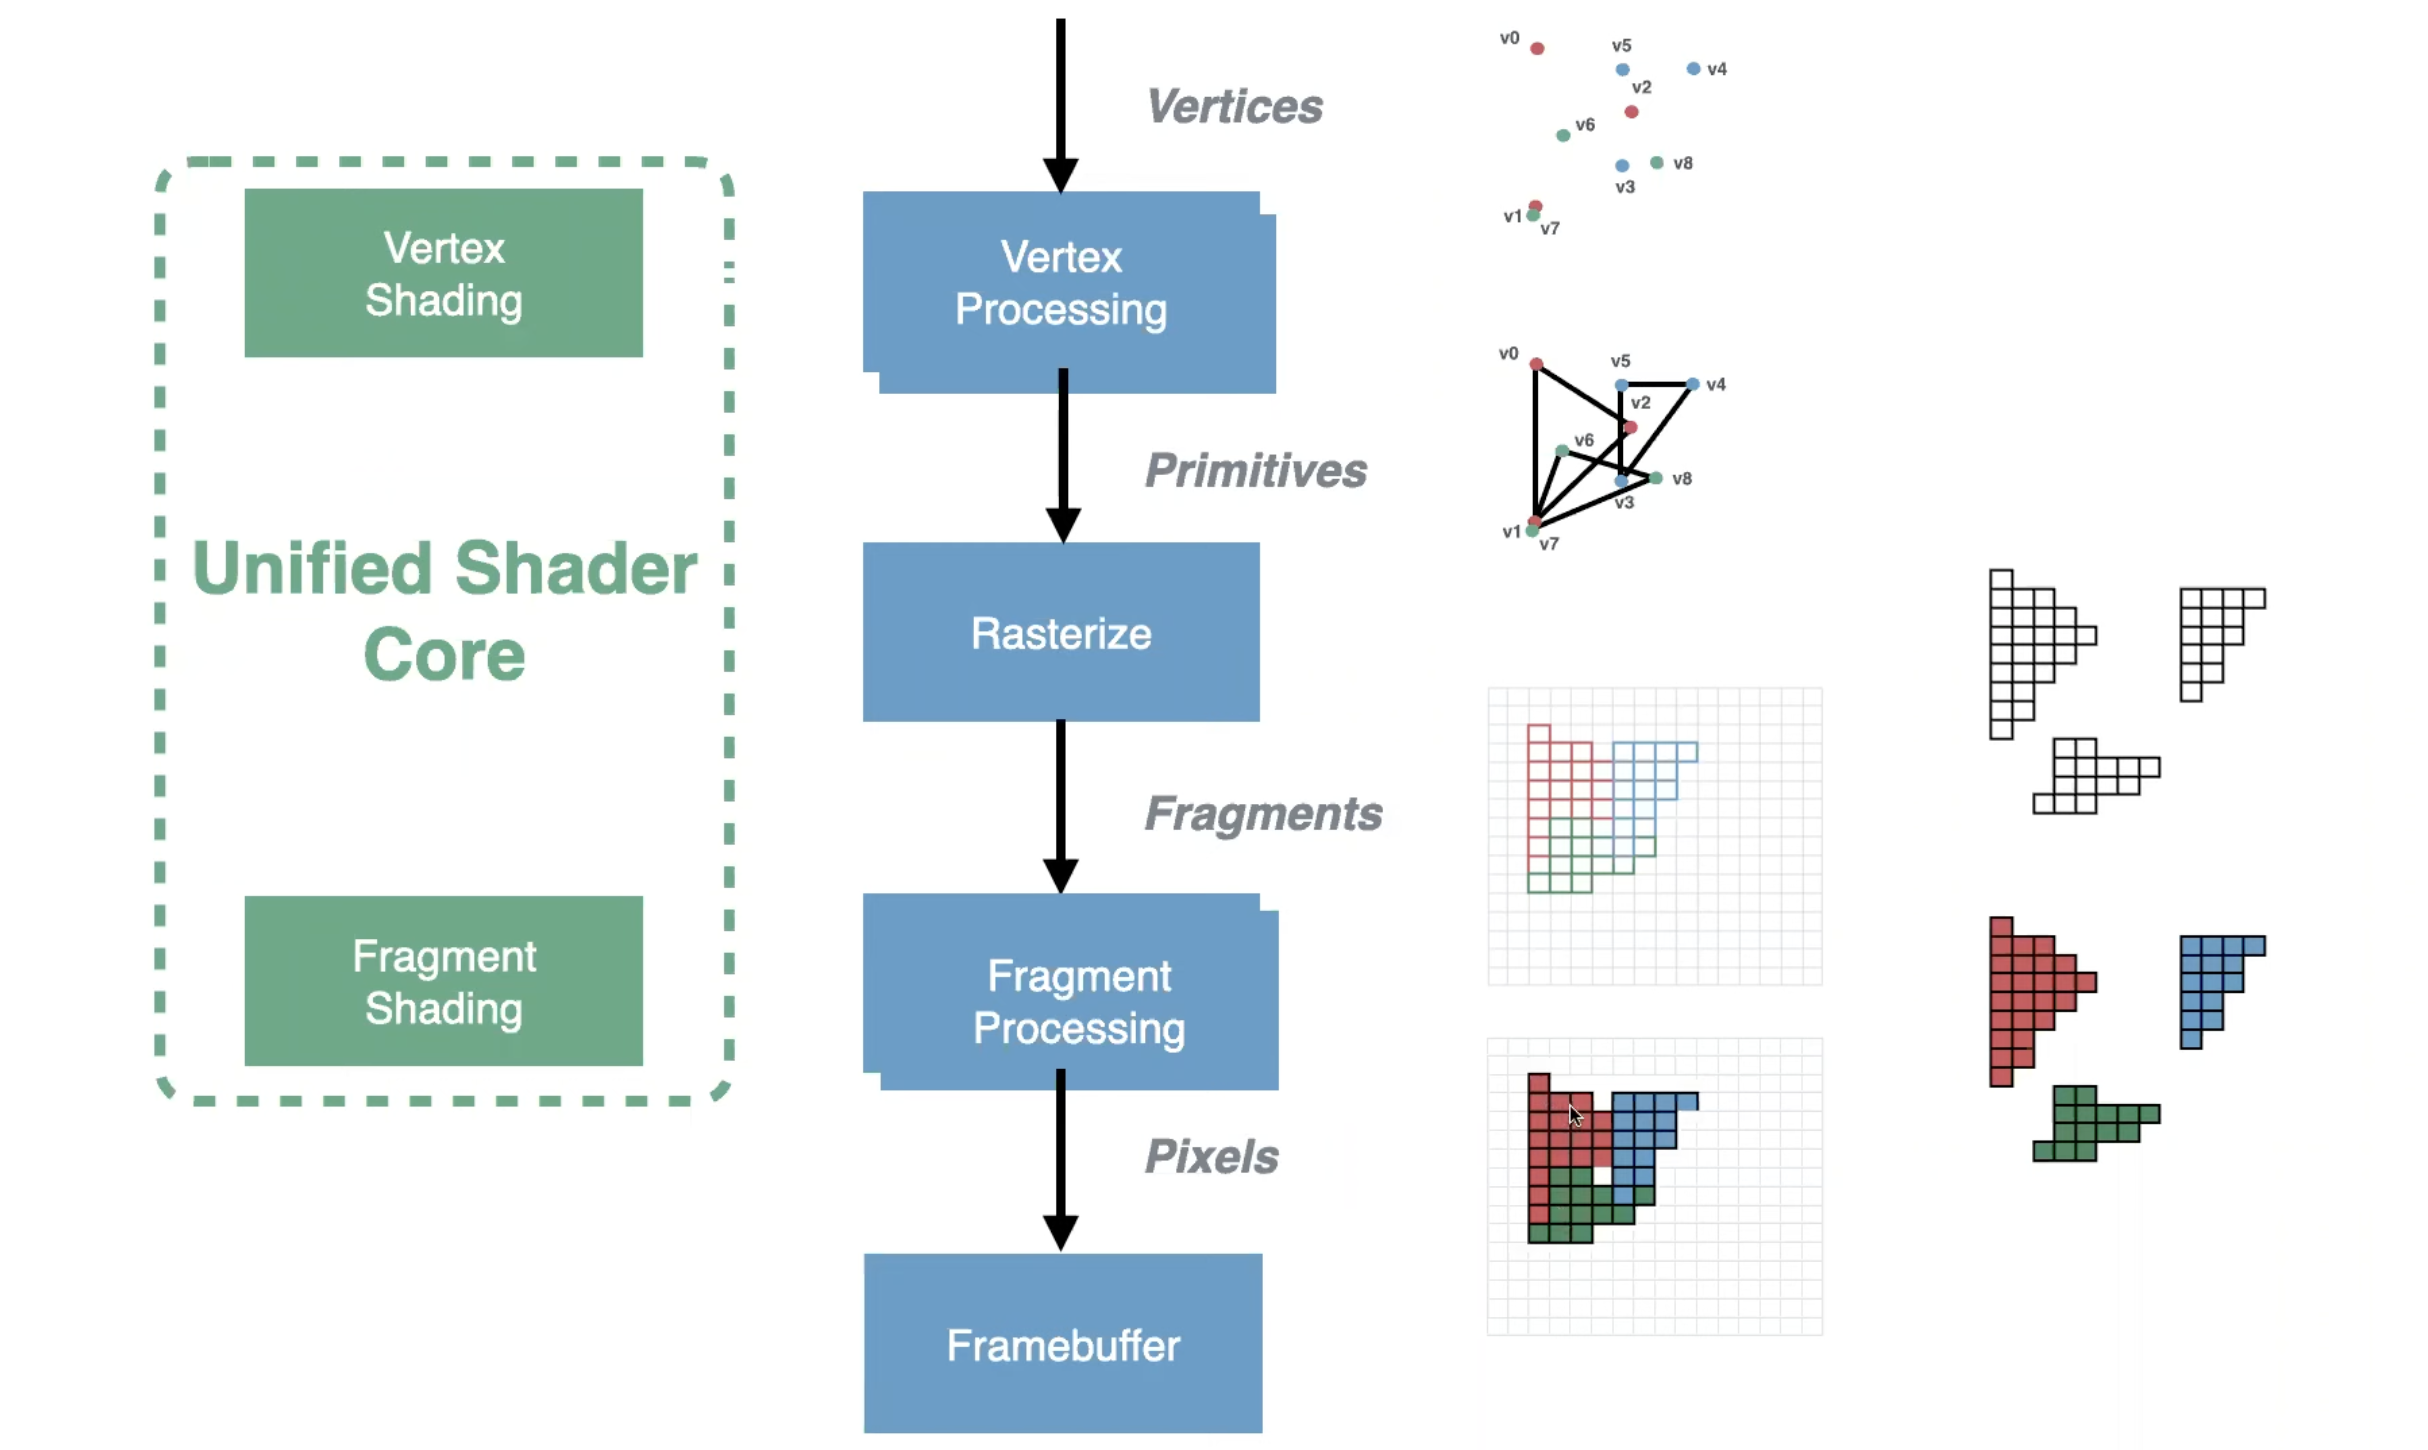 Vertex
Shading
Unified Shader
Core
Fragment
Shading
Vertices
Vertex
Processing
Primitives
Rasterize
Fragments
Fragment
Processing
Pixels
Framebuffer
v0
v5
v4
v2
v6
v8
v3
v1
v7
v0
v5
v4
v2
v6
v8
v3
v1
v7